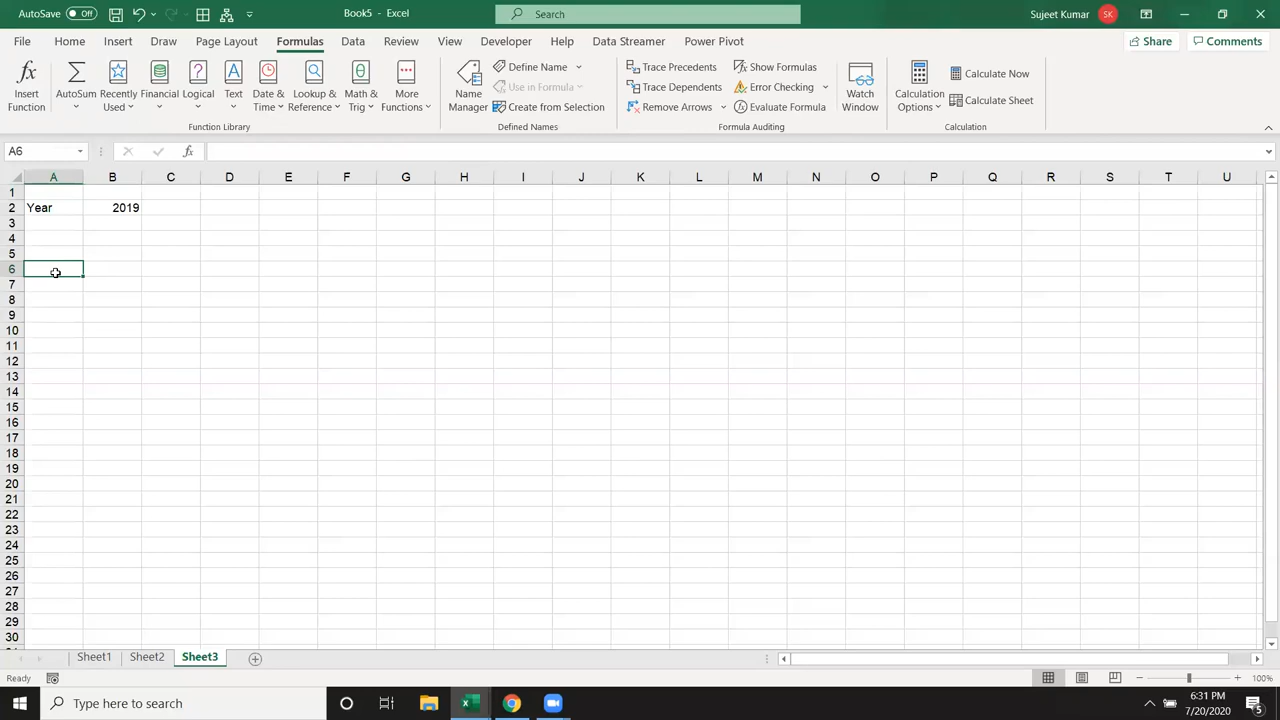 AutoSave Off Book5 - Excel Search Sujeet Kumar SK
File Home Insert Draw Page Layout Formulas Data Review View Developer Help Data Streamer Power Pivot Share Comments
Insert Function
AutoSum
Recently Used
Financial
Logical
Text
Date & Time
Lookup & Reference
Math & Trig
More Functions
Function Library
Name Manager
Define Name
Use in Formula
Create from Selection
Defined Names
Trace Precedents
Trace Dependents
Remove Arrows
Show Formulas
Error Checking
Evaluate Formula
Formula Auditing
Watch Window
Calculation Options
Calculate Now
Calculate Sheet
Calculation
A6 fx
A B C D E F G H I J K L M N O P Q R S T U
1
2 Year 2019
3
4
5
6
7
8
9
10
11
12
13
14
15
16
17
18
19
20
21
22
23
24
25
26
27
28
29
30
Sheet1 Sheet2 Sheet3
Ready 100%
Type here to search
6:31 PM
7/20/2020
5